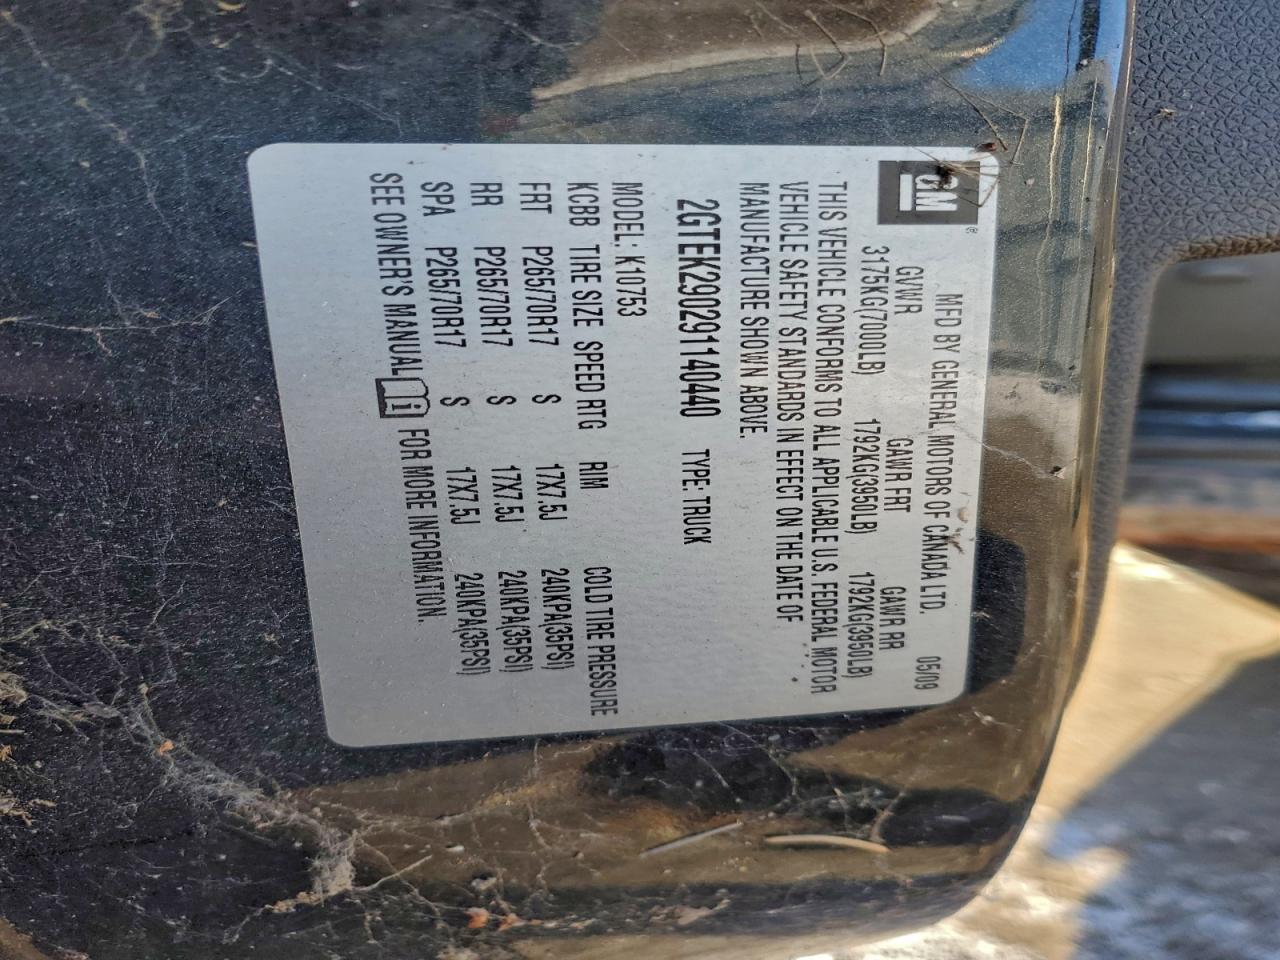 GM®
MFD BY GENERAL MOTORS OF CANADA LTD. 05/09
GVWR GAWR FRT GAWR RR
3175KG(7000LB) 1792KG(3950LB) 1792KG(3950LB)
THIS VEHICLE CONFORMS TO ALL APPLICABLE U.S. FEDERAL MOTOR
VEHICLE SAFETY STANDARDS IN EFFECT ON THE DATE OF
MANUFACTURE SHOWN ABOVE.
2GTEK290291140440 TYPE: TRUCK
MODEL: K10753
KCBB TIRE SIZE SPEED RTG RIM COLD TIRE PRESSURE
FRT P265/70R17 S 17X7.5J 240KPA(35PSI)
RR P265/70R17 S 17X7.5J 240KPA(35PSI)
SPA P265/70R17 S 17X7.5J 240KPA(35PSI)
SEE OWNER'S MANUAL i FOR MORE INFORMATION.